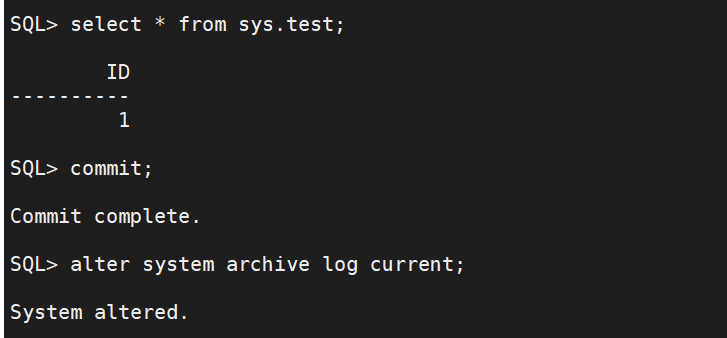 SQL> select * from sys.test;
        ID
----------
         1
SQL> commit;
Commit complete.
SQL> alter system archive log current;
System altered.